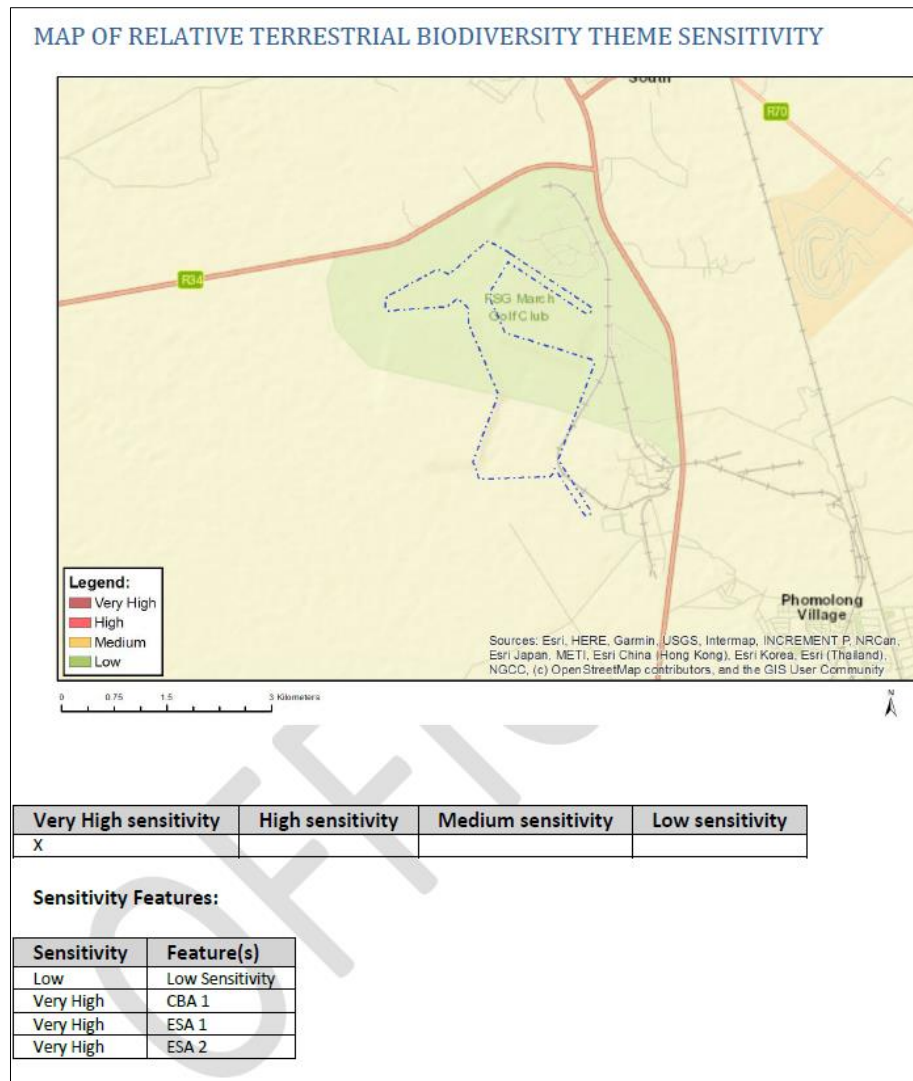 MAP OF RELATIVE TERRESTRIAL BIODIVERSITY THEME SENSITIVITY
South
R70
R34
FSG March
Golf Club
Legend:
Very High
High
Medium
Low
Phomolong
Village
Sources: Esri, HERE, Garmin, USGS, Intermap, INCREMENT P, NRCan,
Esri Japan, METI, Esri China (Hong Kong), Esri Korea, Esri (Thailand),
NGCC, (c) OpenStreetMap contributors, and the GIS User Community
0 0.75 1.5 3 Kilometers
N
Very High sensitivity High sensitivity Medium sensitivity Low sensitivity
X
Sensitivity Features:
Sensitivity Feature(s)
Low Low Sensitivity
Very High CBA 1
Very High ESA 1
Very High ESA 2